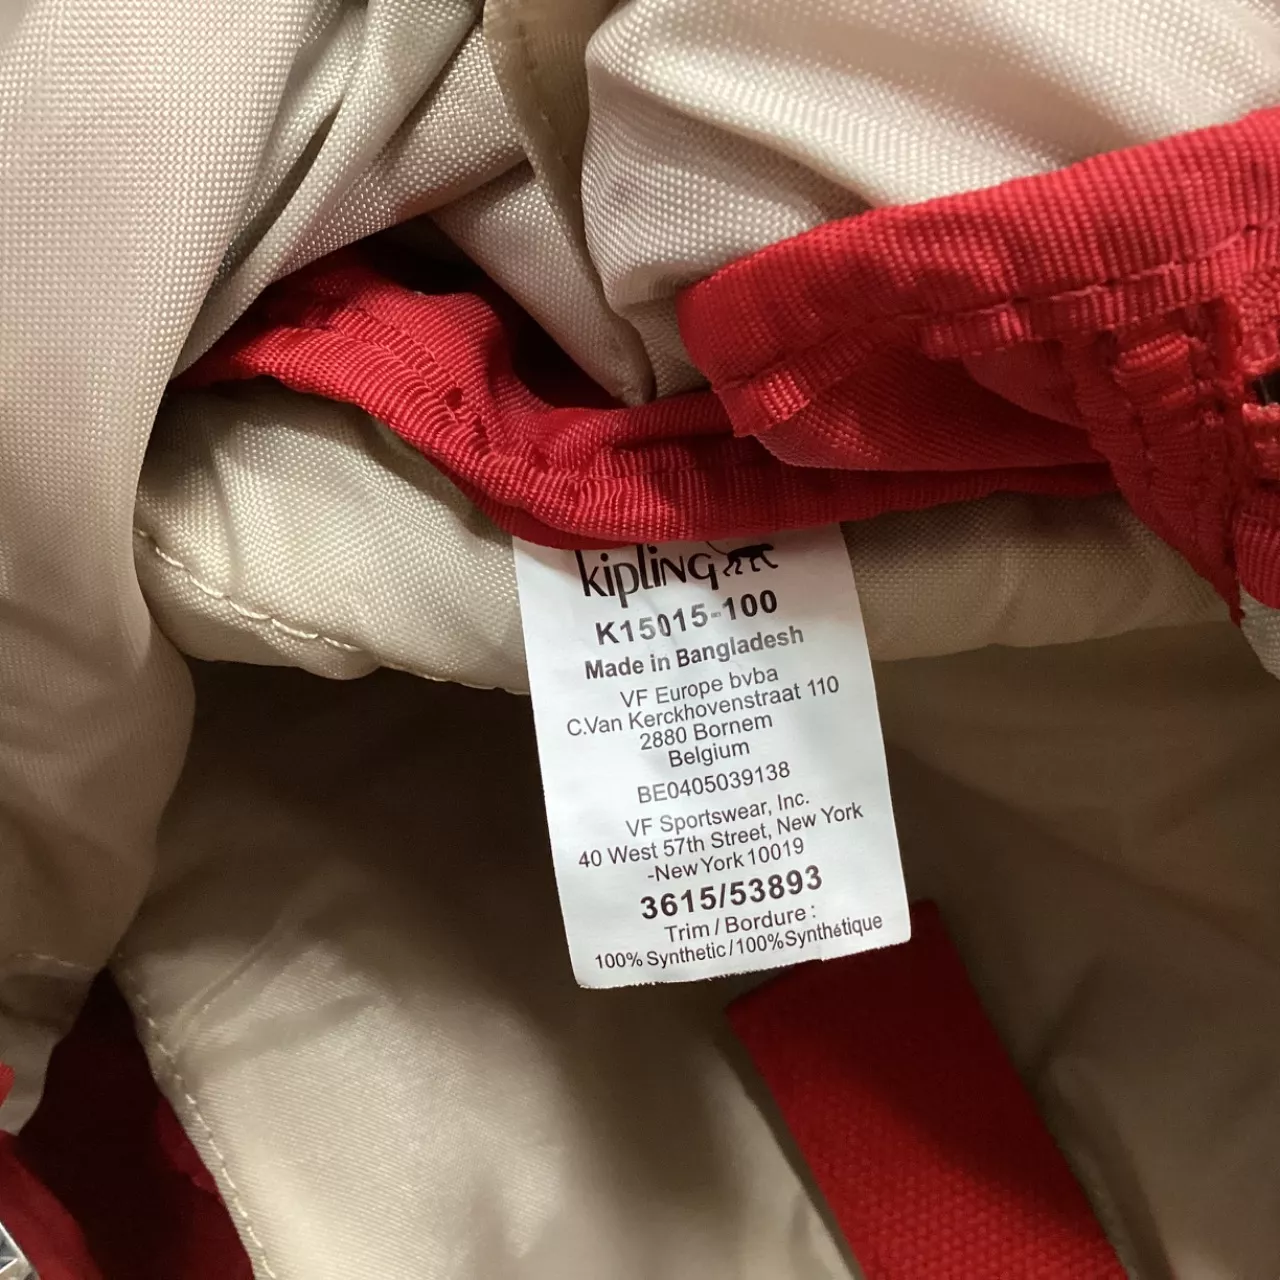 kipling
K15015-100
Made in Bangladesh
VF Europe bvba
C.Van Kerckhovenstraat 110
2880 Bornem
Belgium
BE0405039138
VF Sportswear, Inc.
40 West 57th Street, New York
-New York 10019
3615/53893
Trim / Bordure :
100% Synthetic / 100% Synthétique